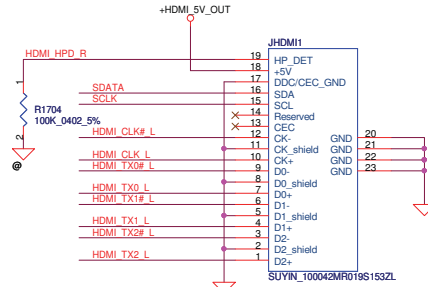 +HDMI_5V_OUT
JHDMI1
HDMI_HPD_R 19 HP_DET
18 +5V
17 DDC/CEC_GND
SDATA 16 SDA
SCLK 15 SCL
14 Reserved
13 CEC
HDMI_CLK#_L 12 CK- GND 20
11 CK_shield GND 21
HDMI_CLK_L 10 CK+ GND 22
HDMI_TX0#_L 9 D0- GND 23
8 D0_shield
HDMI_TX0_L 7 D0+
HDMI_TX1#_L 6 D1-
5 D1_shield
HDMI_TX1_L 4 D1+
HDMI_TX2#_L 3 D2-
2 D2_shield
HDMI_TX2_L 1 D2+
SUYIN_100042MR019S153ZL
1
R1704
100K_0402_5%
2
@